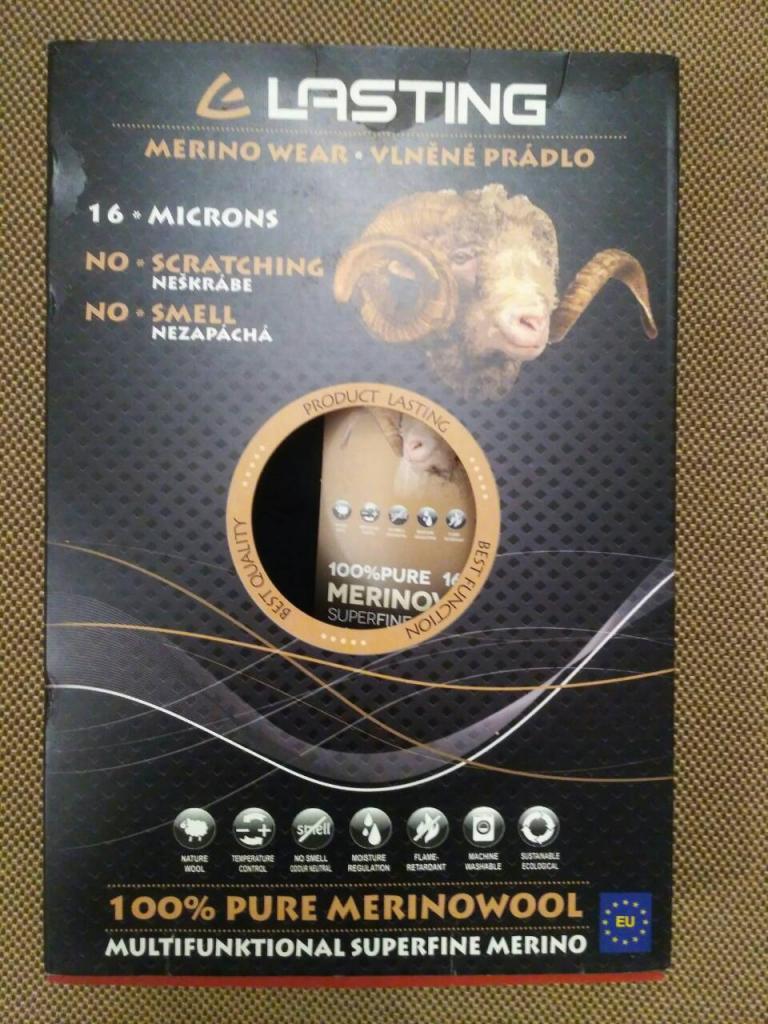 LASTING
MERINO WEAR • VLNĚNÉ PRÁDLO
16 * MICRONS
NO * SCRATCHING
NEŠKRÁBE
NO * SMELL
NEZAPÁCHÁ
PRODUCT LASTING
BEST QUALITY
BEST FUNCTION
100%PURE 16
MERINOW
SUPERFINE
smell
NATURE
WOOL
TEMPERATURE
CONTROL
NO SMELL
ODOUR NEUTRAL
MOISTURE
REGULATION
FLAME-
RETARDANT
MACHINE
WASHABLE
SUSTAINABLE
ECOLOGICAL
100% PURE MERINOWOOL
MULTIFUNKTIONAL SUPERFINE MERINO
EU